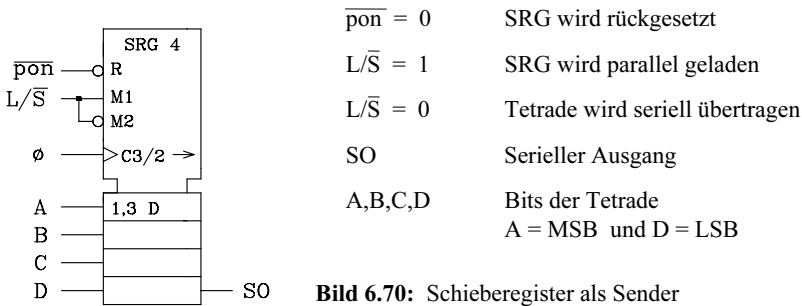 SRG 4
p̅o̅n̅ R
L/S̅ M1
M2
ø C3/2 →
A 1,3 D
B
C
D SO
p̅o̅n̅ = 0 SRG wird rückgesetzt
L/S̅ = 1 SRG wird parallel geladen
L/S̅ = 0 Tetrade wird seriell übertragen
SO Serieller Ausgang
A,B,C,D Bits der Tetrade
A = MSB und D = LSB
Bild 6.70: Schieberegister als Sender